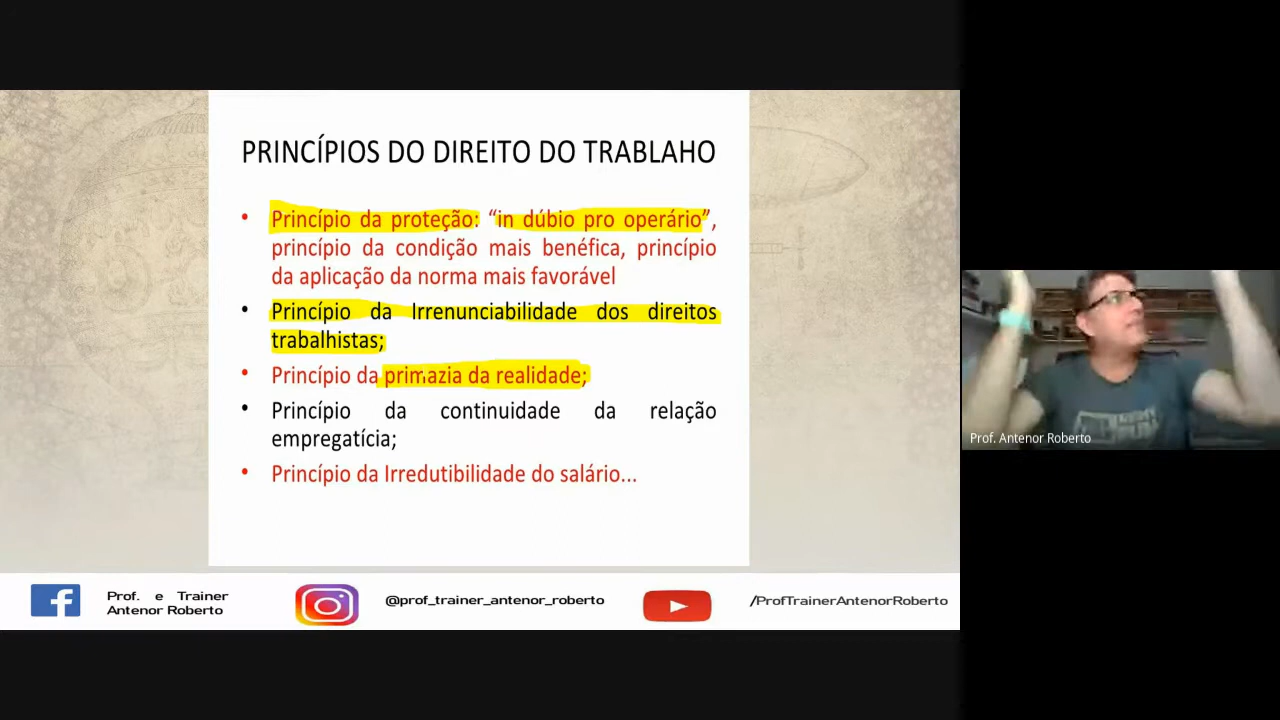 PRINCÍPIOS DO DIREITO DO TRABLAHO
• Princípio da proteção: “in dúbio pro operário”,
princípio da condição mais benéfica, princípio
da aplicação da norma mais favorável
• Princípio da Irrenunciabilidade dos direitos
trabalhistas;
• Princípio da primazia da realidade;
• Princípio da continuidade da relação
empregatícia;
• Princípio da Irredutibilidade do salário...
Prof. Antenor Roberto
Prof. e Trainer
Antenor Roberto
@prof_trainer_antenor_roberto
/ProfTrainerAntenorRoberto